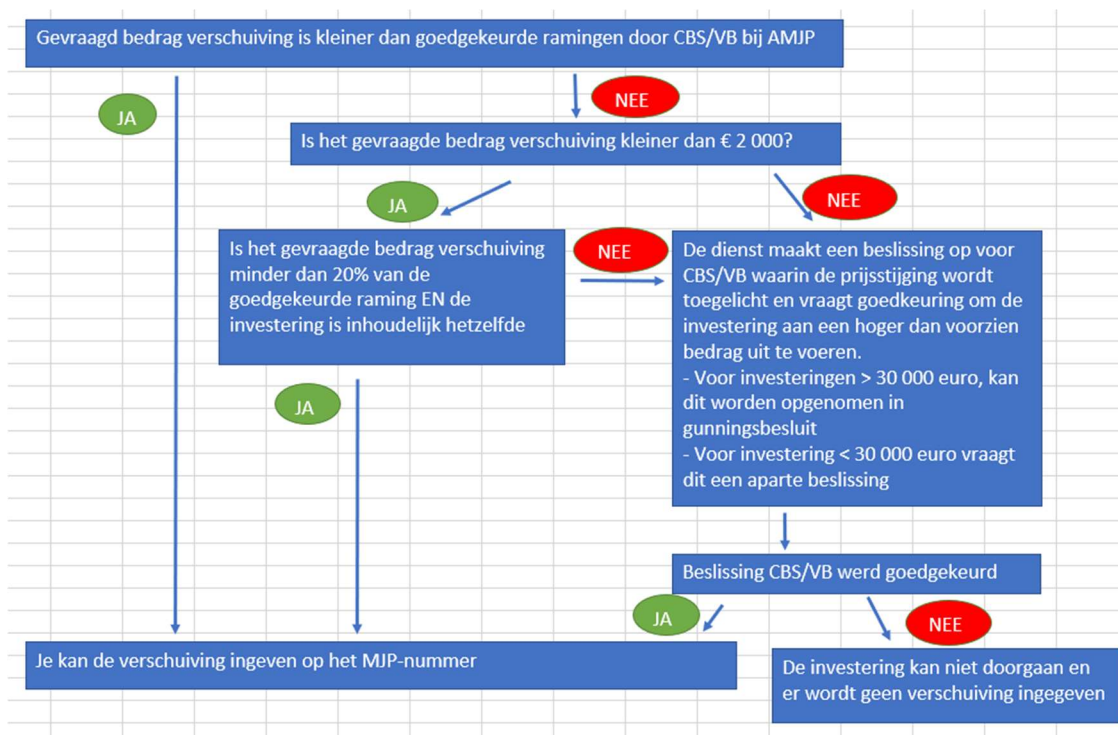 Gevraagd bedrag verschuiving is kleiner dan goedgekeurde ramingen door CBS/VB bij AMJP
JA
NEE
Is het gevraagde bedrag verschuiving kleiner dan € 2 000?
JA
NEE
Is het gevraagde bedrag verschuiving
minder dan 20% van de
goedgekeurde raming EN de
investering is inhoudelijk hetzelfde
NEE
De dienst maakt een beslissing op voor
CBS/VB waarin de prijsstijging wordt
toegelicht en vraagt goedkeuring om de
investering aan een hoger dan voorzien
bedrag uit te voeren.
- Voor investeringen > 30 000 euro, kan
dit worden opgenomen in
gunningsbesluit
- Voor investering < 30 000 euro vraagt
dit een aparte beslissing
JA
Beslissing CBS/VB werd goedgekeurd
JA
NEE
Je kan de verschuiving ingeven op het MJP-nummer
De investering kan niet doorgaan en
er wordt geen verschuiving ingegeven